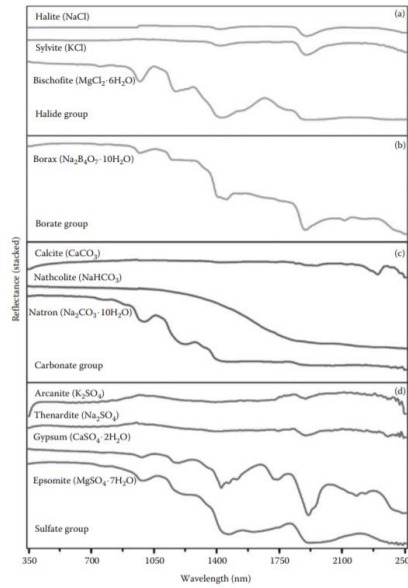 (a)
Halite (NaCl)
Sylvite (KCl)
Bischofite (MgCl₂·6H₂O)
Halide group
(b)
Borax (Na₂B₄O₇·10H₂O)
Borate group
(c)
Calcite (CaCO₃)
Nathcolite (NaHCO₃)
Natron (Na₂CO₃·10H₂O)
Carbonate group
(d)
Arcanite (K₂SO₄)
Thenardite (Na₂SO₄)
Gypsum (CaSO₄·2H₂O)
Epsomite (MgSO₄·7H₂O)
Sulfate group
Reflectance (stacked)
350 700 1050 1400 1750 2100 2500
Wavelength (nm)